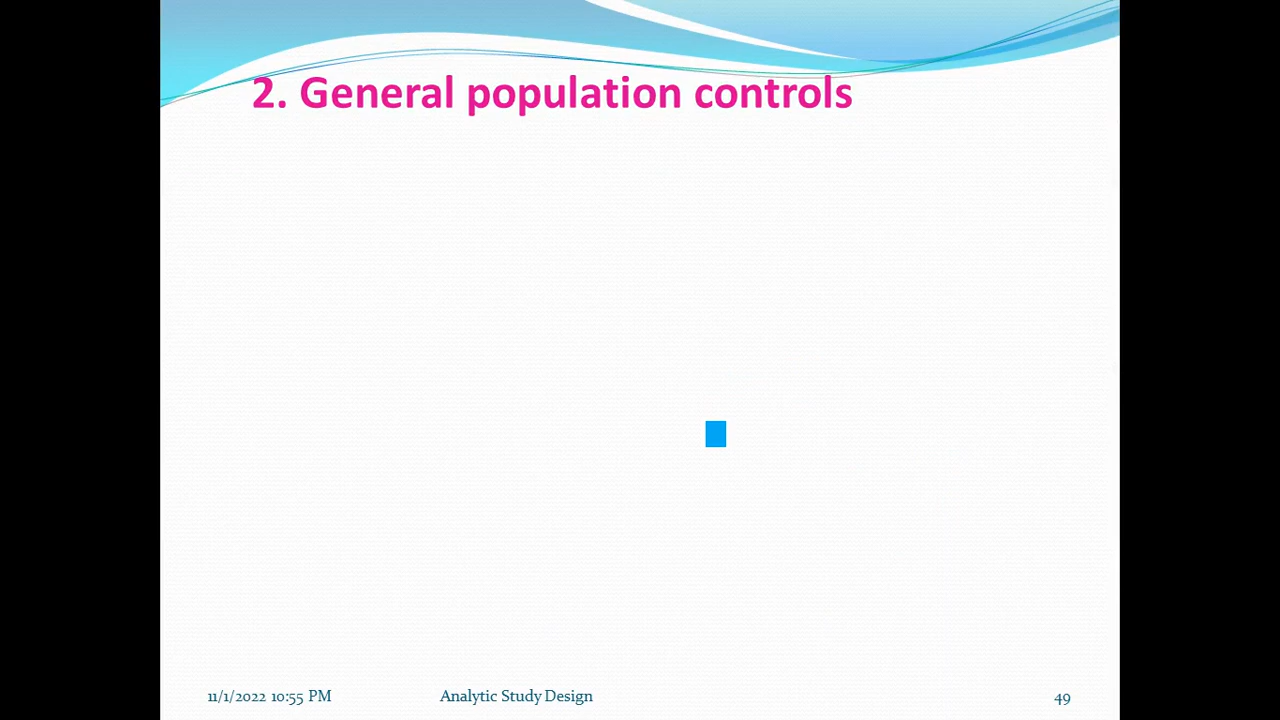 2. General population controls
11/1/2022 10:55 PM
Analytic Study Design
49